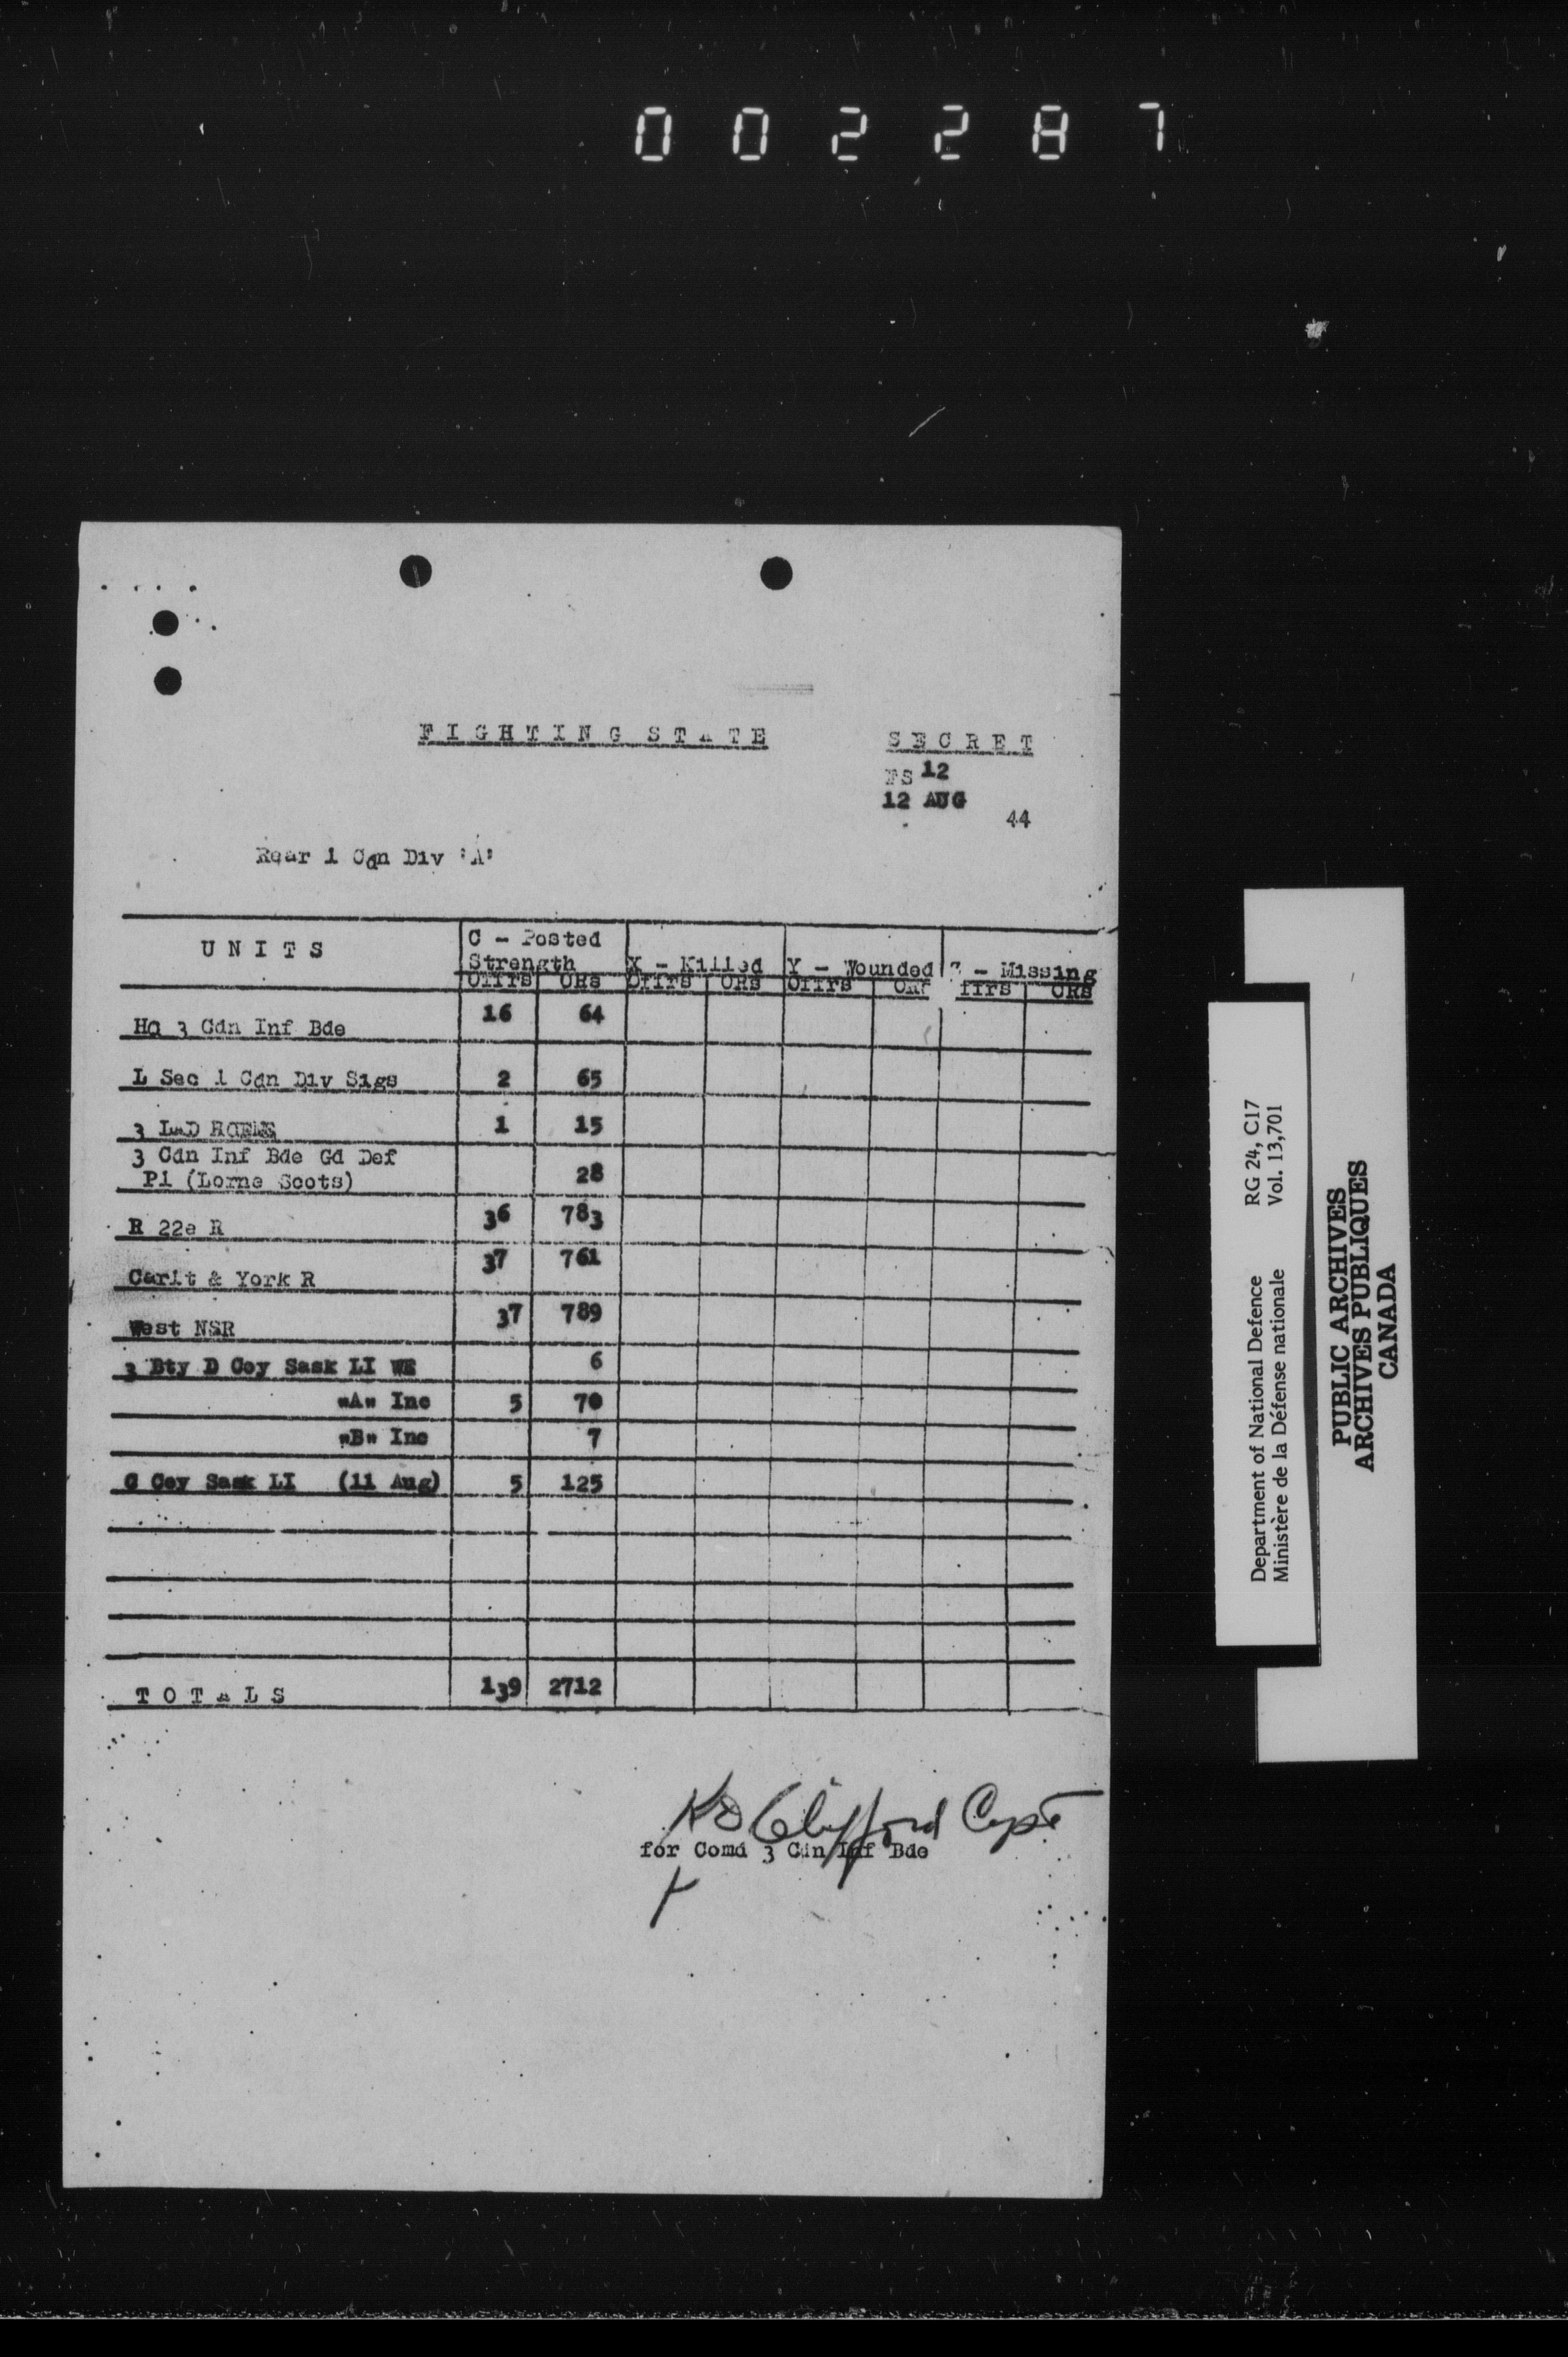 002287
FIGHTING STATE
SECRET
FS 12
12 AUG
44
Rear 1 Cdn Div 'A'
UNITS C - Posted Strength X - Killed Y - Wounded Z - Missing
Offrs ORs Offrs ORs Offrs ORs ffrs ORs
HQ 3 Cdn Inf Bde 16 64
L Sec 1 Cdn Div Sigs 2 65
3 LAD RCEME 1 15
3 Cdn Inf Bde Gd Def
Pl (Lorne Scots) 28
R 22e R 36 783
Carlt & York R 37 761
West NSR 37 789
3 Bty D Coy Sask LI WE 6
"A" Inc 5 70
"B" Inc 7
G Coy Sask LI (11 Aug) 5 125
TOTALS 139 2712
K D Clifford Capt
for Comd 3 Cdn Inf Bde
Department of National Defence RG 24, C17
Ministère de la Défense nationale Vol. 13,701
PUBLIC ARCHIVES
ARCHIVES PUBLIQUES
CANADA